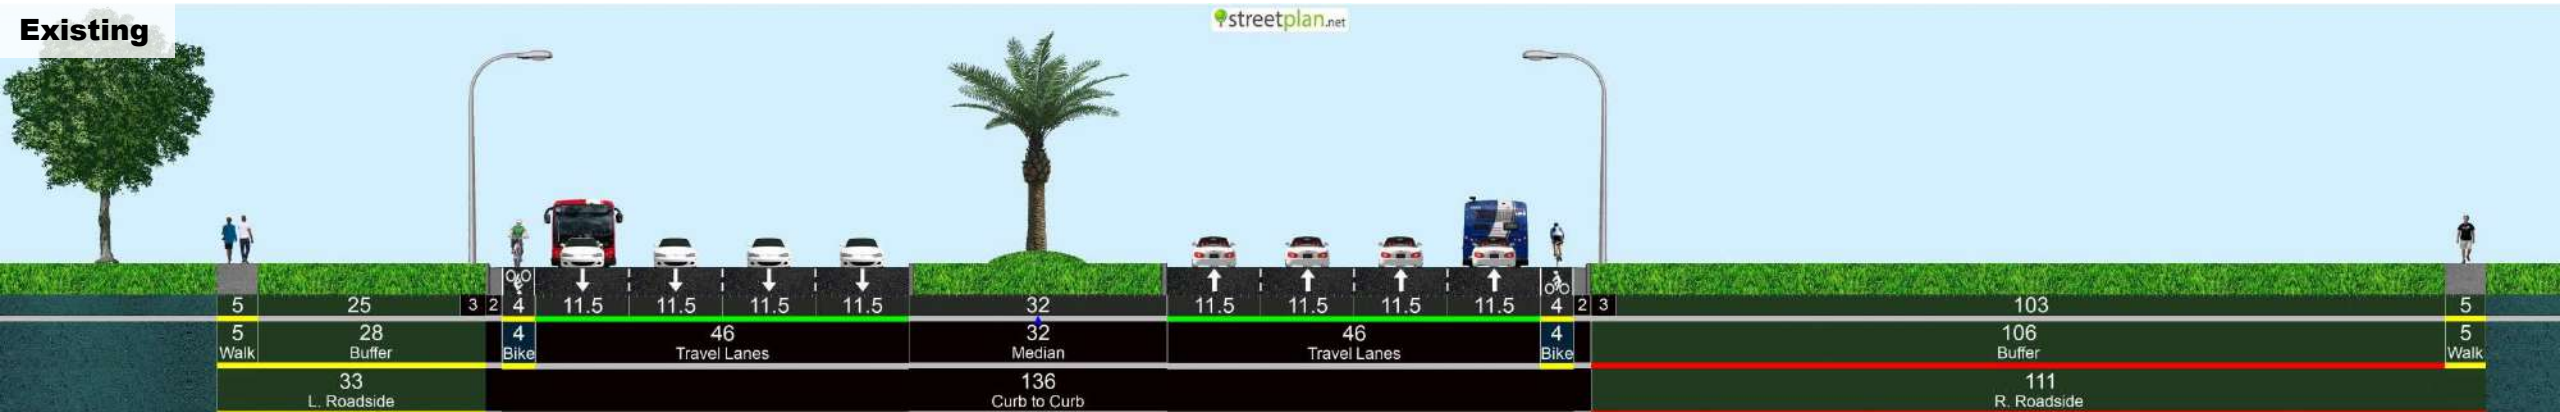 Existing
streetplan.net
5 25 3 2 4 11.5 11.5 11.5 11.5 32 11.5 11.5 11.5 11.5 4 2 3 103 5
5 28 4 46 32 46 4 106 5
Walk Buffer Bike Travel Lanes Median Travel Lanes Bike Buffer Walk
33 136 111
L. Roadside Curb to Curb R. Roadside